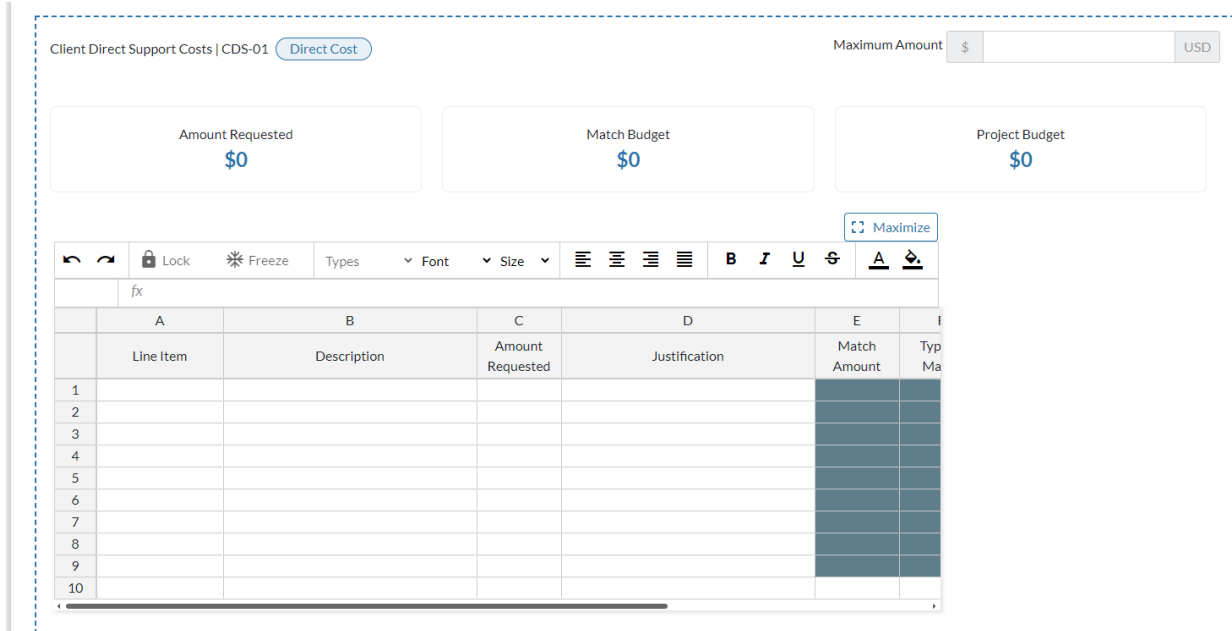 Client Direct Support Costs | CDS-01 Direct Cost
Maximum Amount $ USD
Amount Requested
$0
Match Budget
$0
Project Budget
$0
Maximize
Lock Freeze Types Font Size B I U S A
fx
A B C D E
Line Item Description Amount Requested Justification Match Amount
1
2
3
4
5
6
7
8
9
10